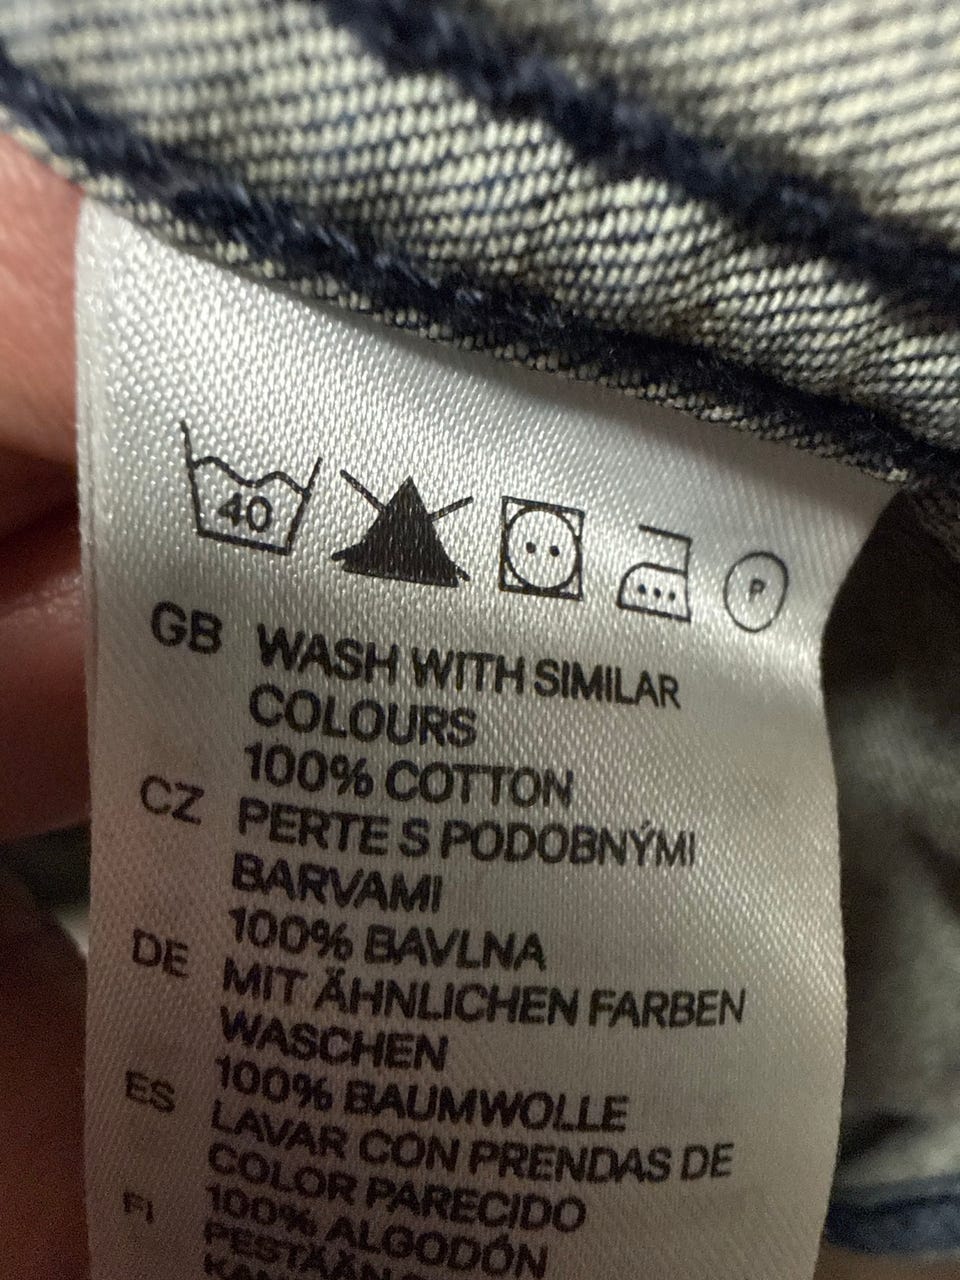 40
P
GB WASH WITH SIMILAR
COLOURS
100% COTTON
CZ PERTE S PODOBNÝMI
BARVAMI
100% BAVLNA
DE MIT ÄHNLICHEN FARBEN
WASCHEN
100% BAUMWOLLE
ES LAVAR CON PRENDAS DE
COLOR PARECIDO
100% ALGODÓN
FI